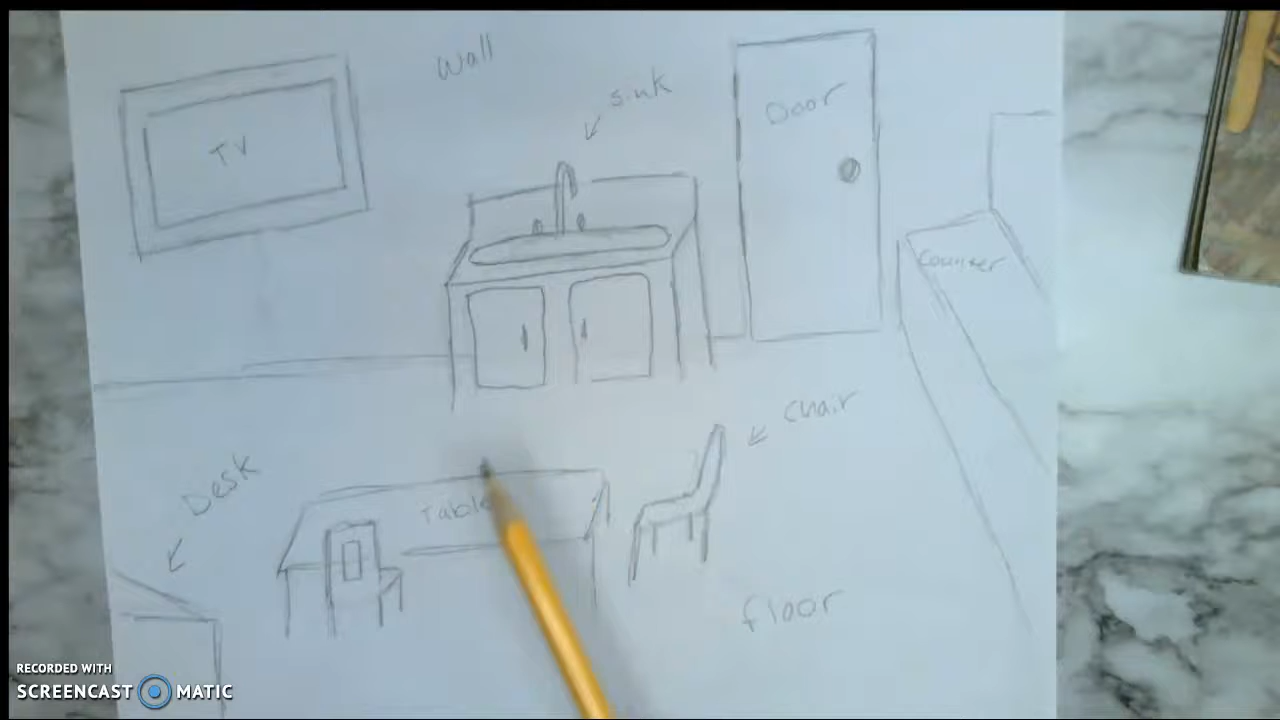 Wall
sink
Door
TV
Counter
chair
Desk
Table
floor
RECORDED WITH
SCREENCAST MATIC